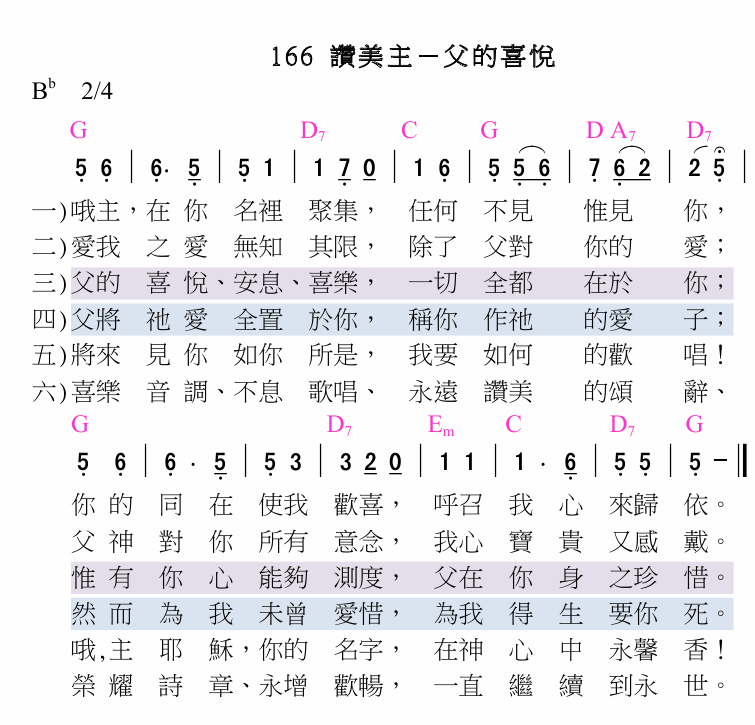 166 讚美主－父的喜悅
B♭ 2/4
G D7 C G D A7 D7
5 6 | 6· 5 | 5 1 | 1 7 0 | 1 6 | 5 5 6 | 7 6 2 | 2 5 |
一)哦主，在 你 名裡 聚集， 任何 不見 惟見 你，
二)愛我 之 愛 無知 其限， 除了 父對 你的 愛；
三)父的 喜 悅、安息、喜樂， 一切 全都 在於 你；
四)父將 祂 愛 全置 於你， 稱你 作祂 的愛 子；
五)將來 見 你 如你 所是， 我要 如何 的歡 唱！
六)喜樂 音 調、不息 歌唱、 永遠 讚美 的頌 辭、
G D7 Em C D7 G
5 6 | 6 · 5 | 5 3 | 3 2 0 | 1 1 | 1 · 6 | 5 5 | 5 － ‖
你 的 同 在 使我 歡喜， 呼召 我 心 來歸 依。
父 神 對 你 所有 意念， 我心 寶 貴 又感 戴。
惟 有 你 心 能夠 測度， 父在 你 身 之珍 惜。
然 而 為 我 未曾 愛惜， 為我 得 生 要你 死。
哦,主 耶 穌，你的 名字， 在神 心 中 永馨 香！
榮 耀 詩 章、永增 歡暢， 一直 繼 續 到永 世。